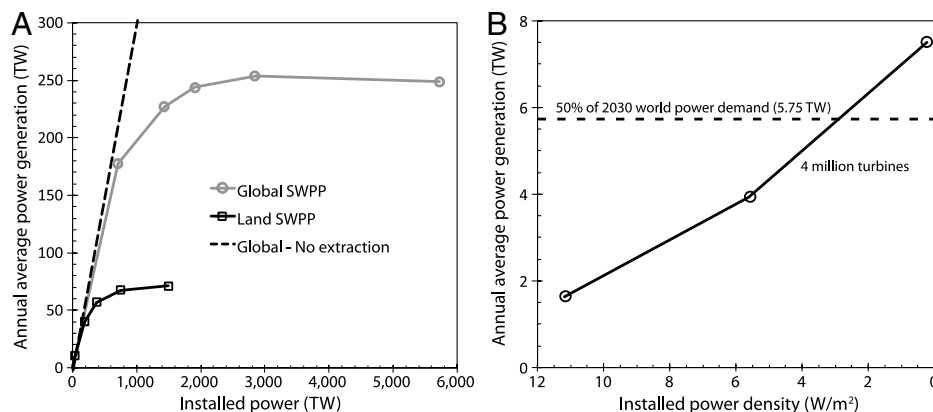 A
Annual average power generation (TW)
300
250
200
150
100
50
0
Global SWPP
Land SWPP
Global - No extraction
0 1,000 2,000 3,000 4,000 5,000 6,000
Installed power (TW)
B
Annual average power generation (TW)
8
6
4
2
0
50% of 2030 world power demand (5.75 TW)
4 million turbines
12 10 8 6 4 2 0
Installed power density (W/m²)